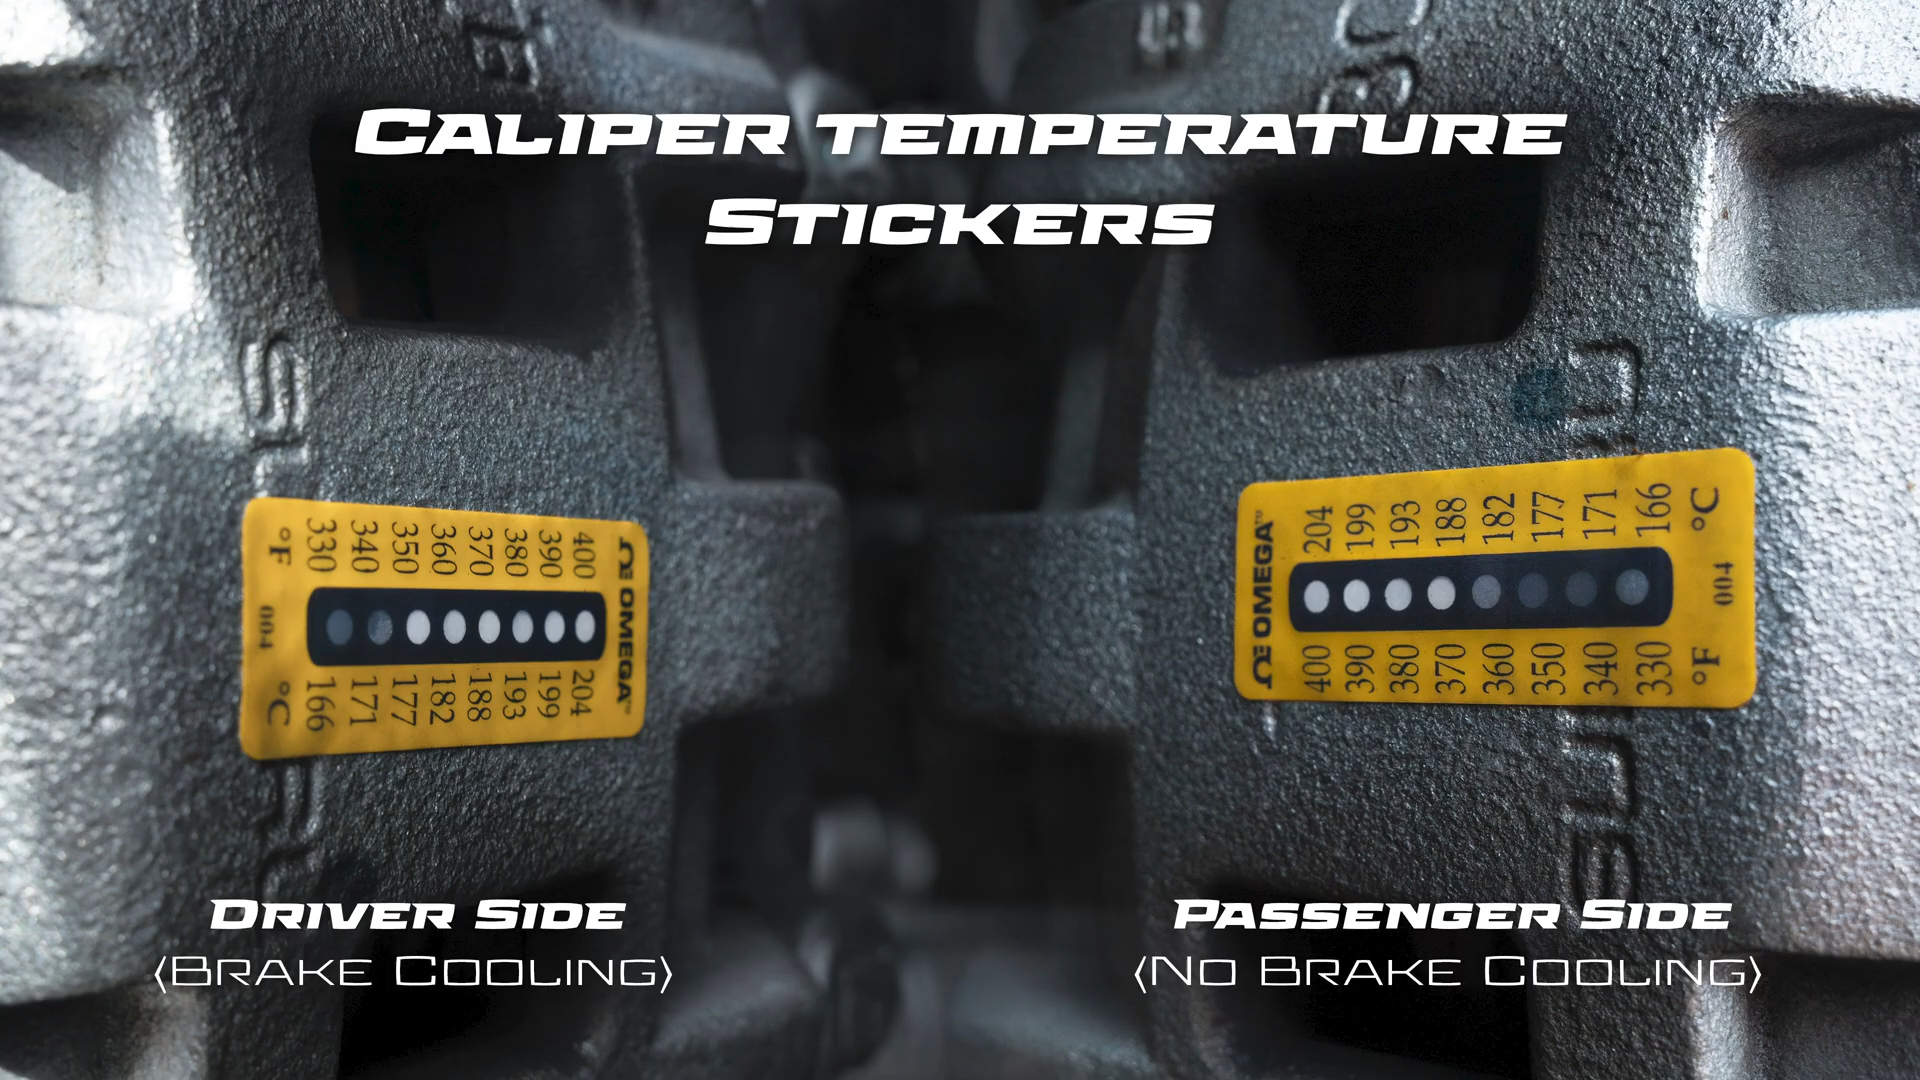 Caliper temperature
Stickers
°F 330 340 350 360 370 380 390 400
004
Ω OMEGA™
°C 166 171 177 182 188 193 199 204
204 199 193 188 182 177 171 166 °C
Ω OMEGA™
004
400 390 380 370 360 350 340 330 °F
Driver Side
(Brake Cooling)
Passenger Side
(No Brake Cooling)